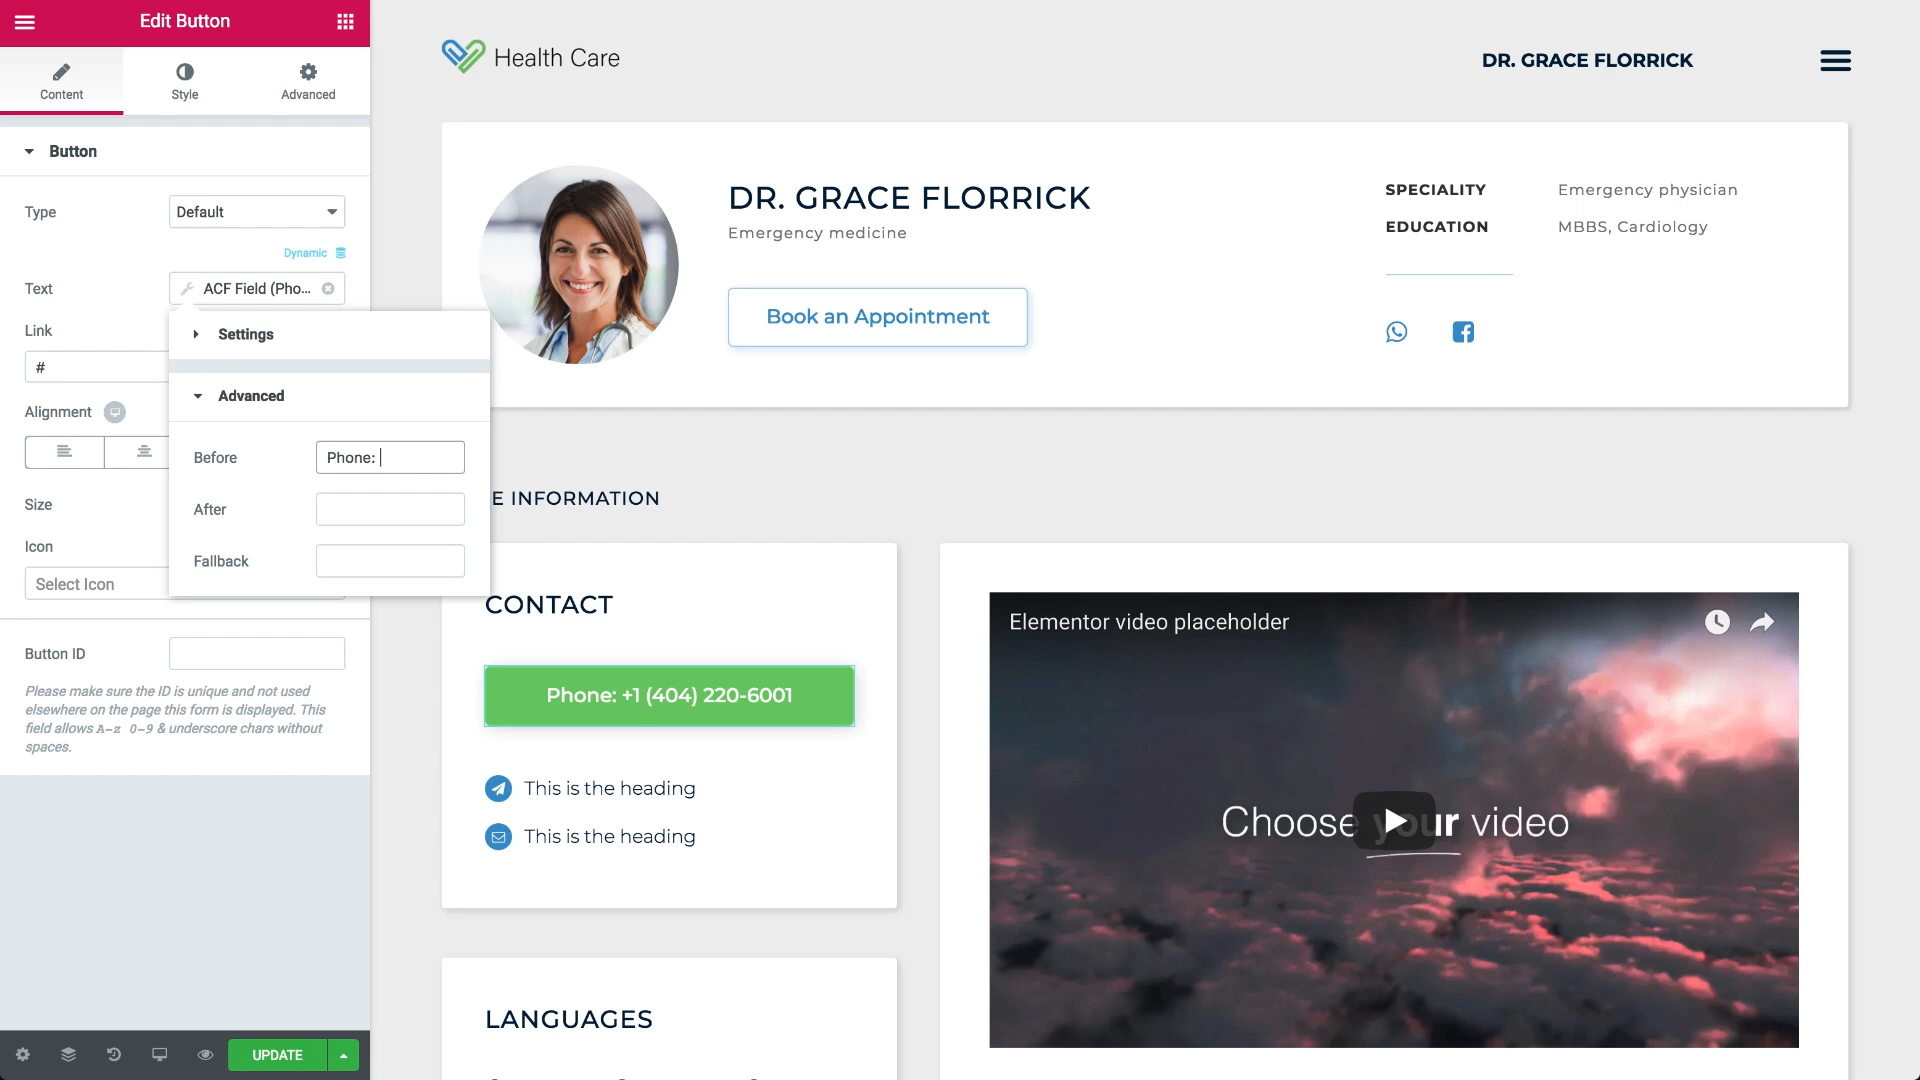 Edit Button
Content
Style
Advanced
Button
Type
Default
Dynamic
Text
ACF Field (Pho...
Link
#
Alignment
Size
Icon
Select Icon
Settings
Advanced
Before
Phone:
After
Fallback
Button ID
Please make sure the ID is unique and not used
elsewhere on the page this form is displayed. This
field allows A-z 0-9 & underscore chars without
spaces.
UPDATE
Health Care
DR. GRACE FLORRICK
DR. GRACE FLORRICK
Emergency medicine
Book an Appointment
SPECIALITY
Emergency physician
EDUCATION
MBBS, Cardiology
E INFORMATION
CONTACT
Phone: +1 (404) 220-6001
This is the heading
This is the heading
LANGUAGES
Elementor video placeholder
Choose your video